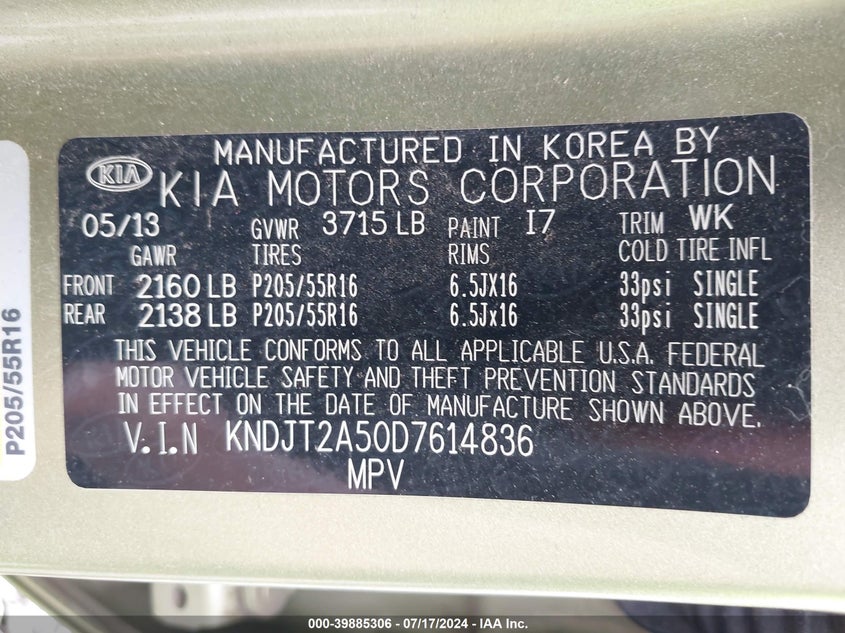 MANUFACTURED IN KOREA BY
KIA KIA MOTORS CORPORATION
05/13 GVWR 3715 LB PAINT I7 TRIM WK
GAWR TIRES RIMS COLD TIRE INFL
FRONT 2160 LB P205/55R16 6.5JX16 33psi SINGLE
REAR 2138 LB P205/55R16 6.5Jx16 33psi SINGLE
THIS VEHICLE CONFORMS TO ALL APPLICABLE U.S.A. FEDERAL
MOTOR VEHICLE SAFETY AND THEFT PREVENTION STANDARDS
IN EFFECT ON THE DATE OF MANUFACTURE SHOWN ABOVE.
V.I.N KNDJT2A50D7614836
MPV
P205/55R16
000-39885306 - 07/17/2024 - IAA Inc.